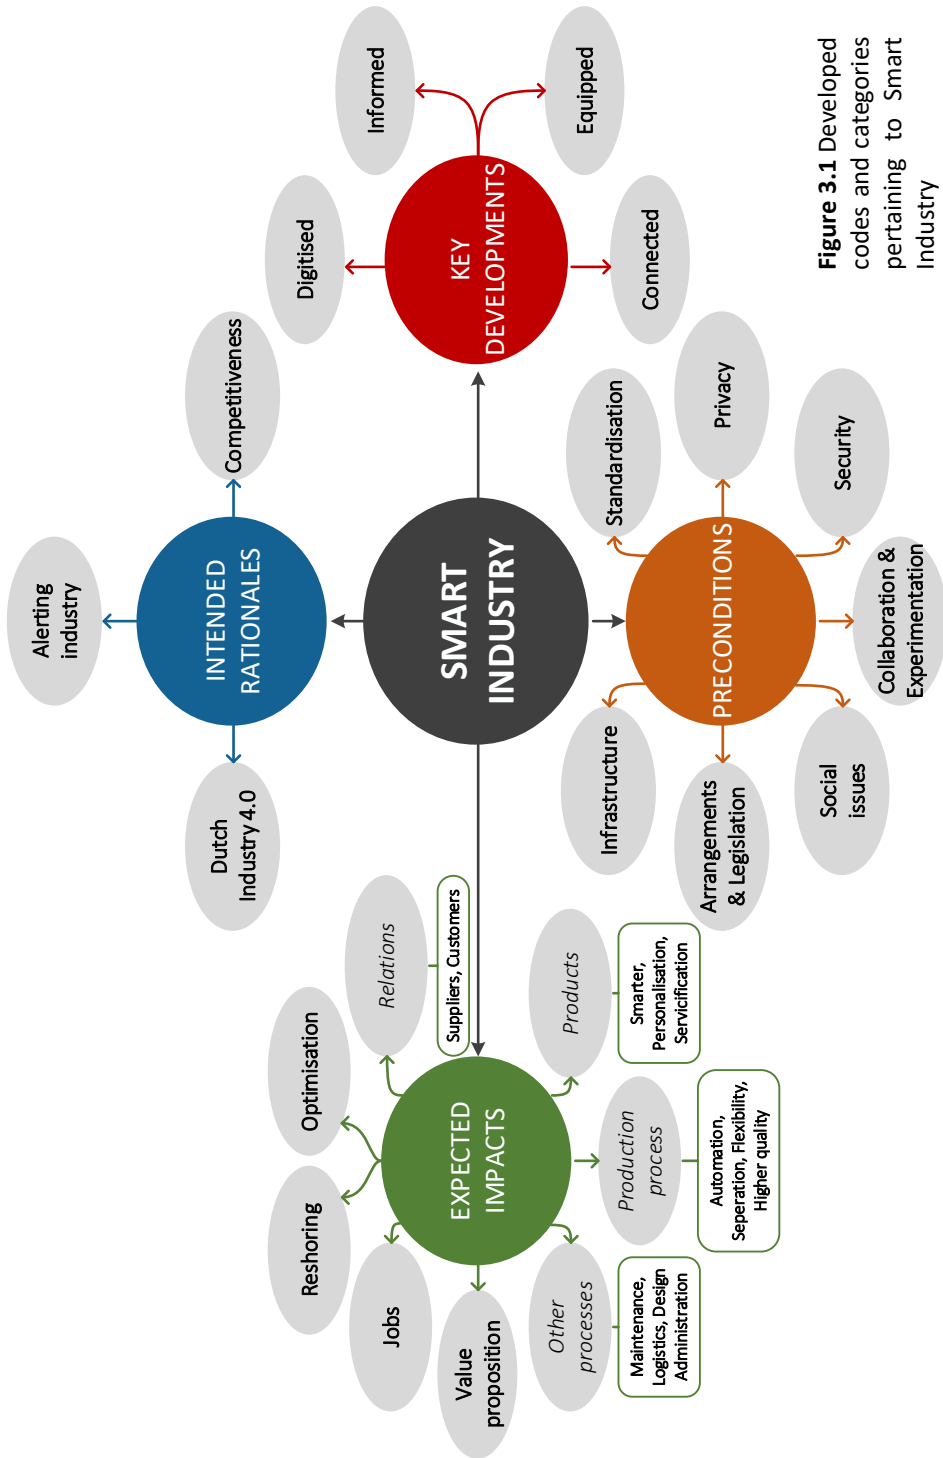 Alerting
industry
INTENDED
RATIONALES
Dutch
Industry 4.0
Competitiveness
SMART
INDUSTRY
KEY
DEVELOPMENTS
Digitised
Informed
Equipped
Connected
PRECONDITIONS
Infrastructure
Standardisation
Arrangements
& Legislation
Privacy
Social
issues
Collaboration &
Experimentation
Security
EXPECTED
IMPACTS
Reshoring
Optimisation
Jobs
Relations
Suppliers, Customers
Value
proposition
Other
processes
Maintenance,
Logistics, Design
Administration
Production
process
Automation,
Seperation, Flexibility,
Higher quality
Products
Smarter,
Personalisation,
Servicification
Figure 3.1 Developed
codes and categories
pertaining to Smart
Industry